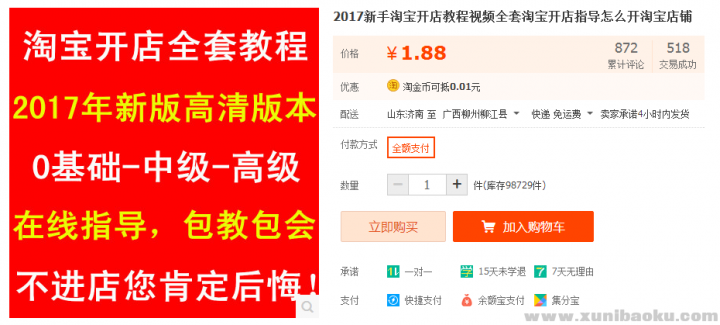 淘宝开店全套教程
2017年新版高清版本
0基础-中级-高级
在线指导，包教包会
不进店您肯定后悔！
2017新手淘宝开店教程视频全套淘宝开店指导怎么开淘宝店铺
价格 ¥1.88 872 累计评论 518 交易成功
优惠 淘金币可抵0.01元
配送 山东济南 至 广西柳州柳江县 快递 免运费 卖家承诺4小时内发货
付款方式 全额支付
数量 - 1 + 件(库存98729件)
立即购买 加入购物车
承诺 一对一 学 15天未学退 7 7天无理由
支付 快捷支付 余额宝支付 集分宝
www.xunibaoku.com